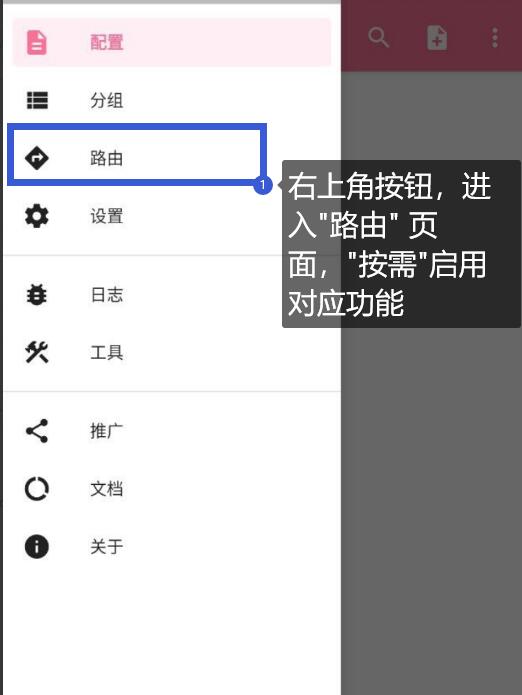 配置
分组
路由
1
右上角按钮，进
入"路由" 页
面，"按需"启用
对应功能
设置
日志
工具
推广
文档
关于